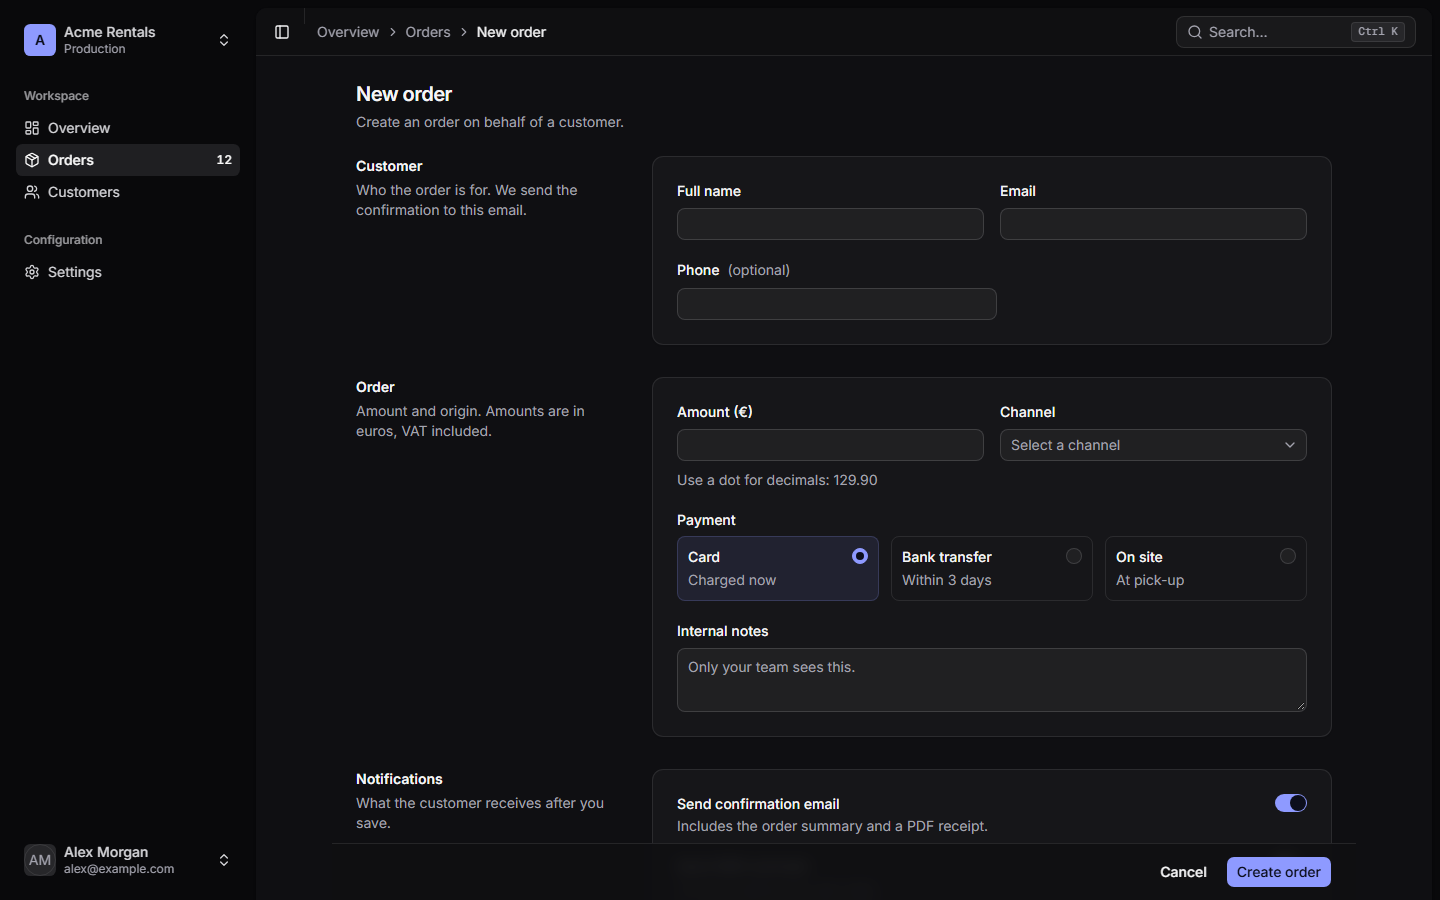 A
Acme Rentals
Production
Workspace
Overview
Orders 12
Customers
Configuration
Settings
AM
Alex Morgan
alex@example.com
Overview > Orders > New order
Search... Ctrl K
New order
Create an order on behalf of a customer.
Customer
Who the order is for. We send the
confirmation to this email.
Full name Email
Phone (optional)
Order
Amount and origin. Amounts are in
euros, VAT included.
Amount (€) Channel
Select a channel
Use a dot for decimals: 129.90
Payment
Card Bank transfer On site
Charged now Within 3 days At pick-up
Internal notes
Only your team sees this.
Notifications
What the customer receives after you
save.
Send confirmation email
Includes the order summary and a PDF receipt.
Cancel Create order